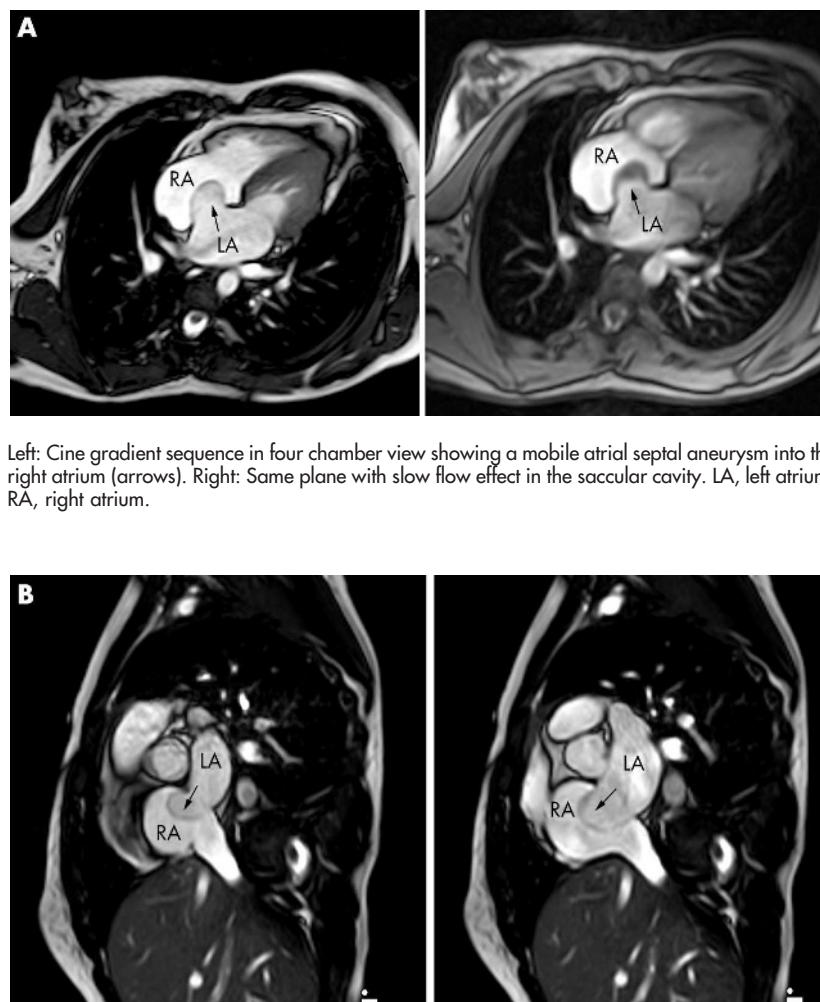 A
RA
LA
RA
LA
Left: Cine gradient sequence in four chamber view showing a mobile atrial septal aneurysm into th
right atrium (arrows). Right: Same plane with slow flow effect in the saccular cavity. LA, left atriu
RA, right atrium.
B
LA
RA
LA
RA